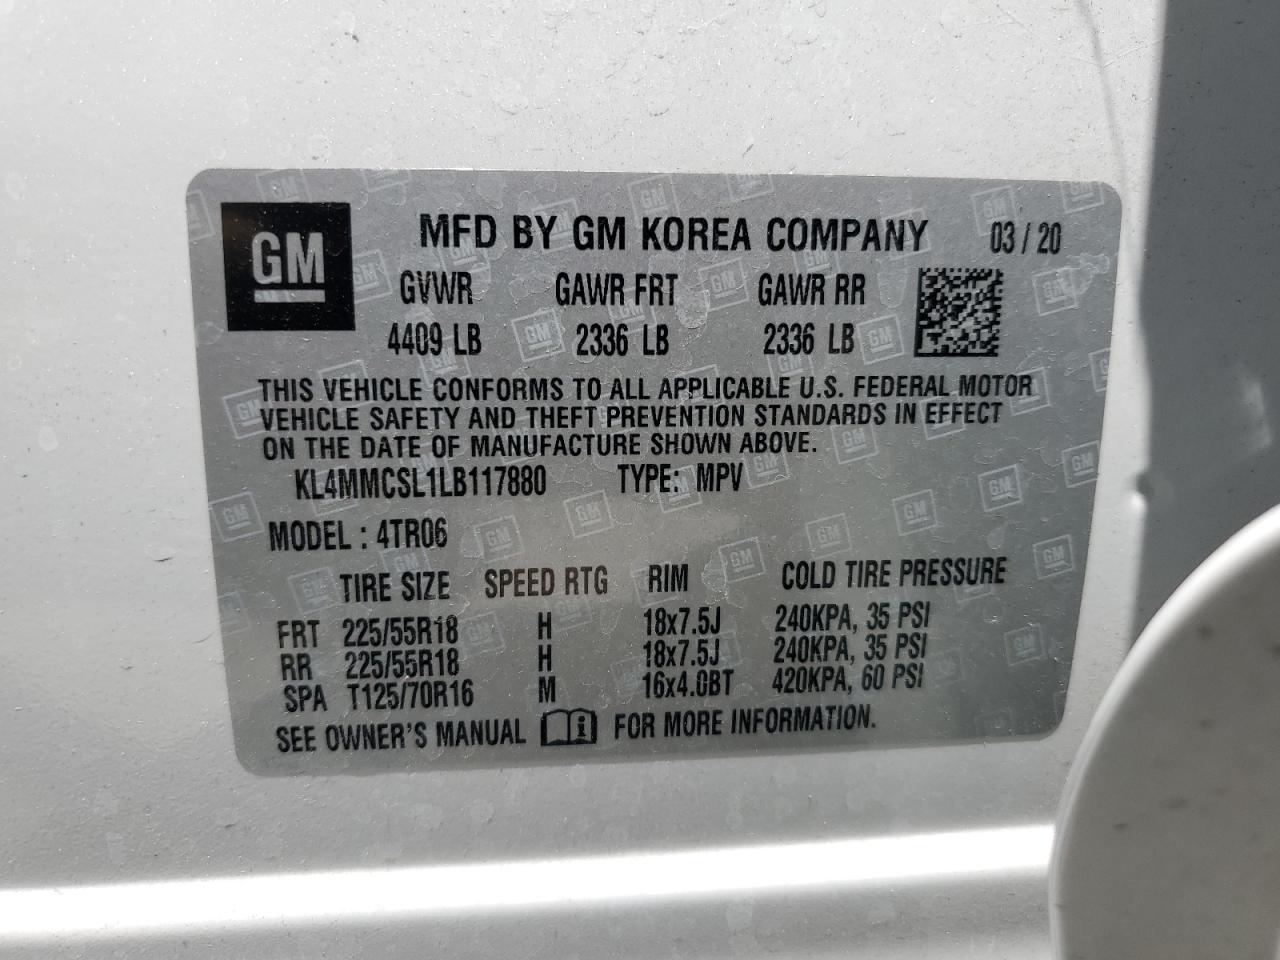 GM
MFD BY GM KOREA COMPANY 03 / 20
GVWR GAWR FRT GAWR RR
4409 LB 2336 LB 2336 LB
THIS VEHICLE CONFORMS TO ALL APPLICABLE U.S. FEDERAL MOTOR
VEHICLE SAFETY AND THEFT PREVENTION STANDARDS IN EFFECT
ON THE DATE OF MANUFACTURE SHOWN ABOVE.
KL4MMCSL1LB117880 TYPE: MPV
MODEL : 4TR06
TIRE SIZE SPEED RTG RIM COLD TIRE PRESSURE
FRT 225/55R18 H 18x7.5J 240KPA, 35 PSI
RR 225/55R18 H 18x7.5J 240KPA, 35 PSI
SPA T125/70R16 M 16x4.0BT 420KPA, 60 PSI
SEE OWNER'S MANUAL i FOR MORE INFORMATION.